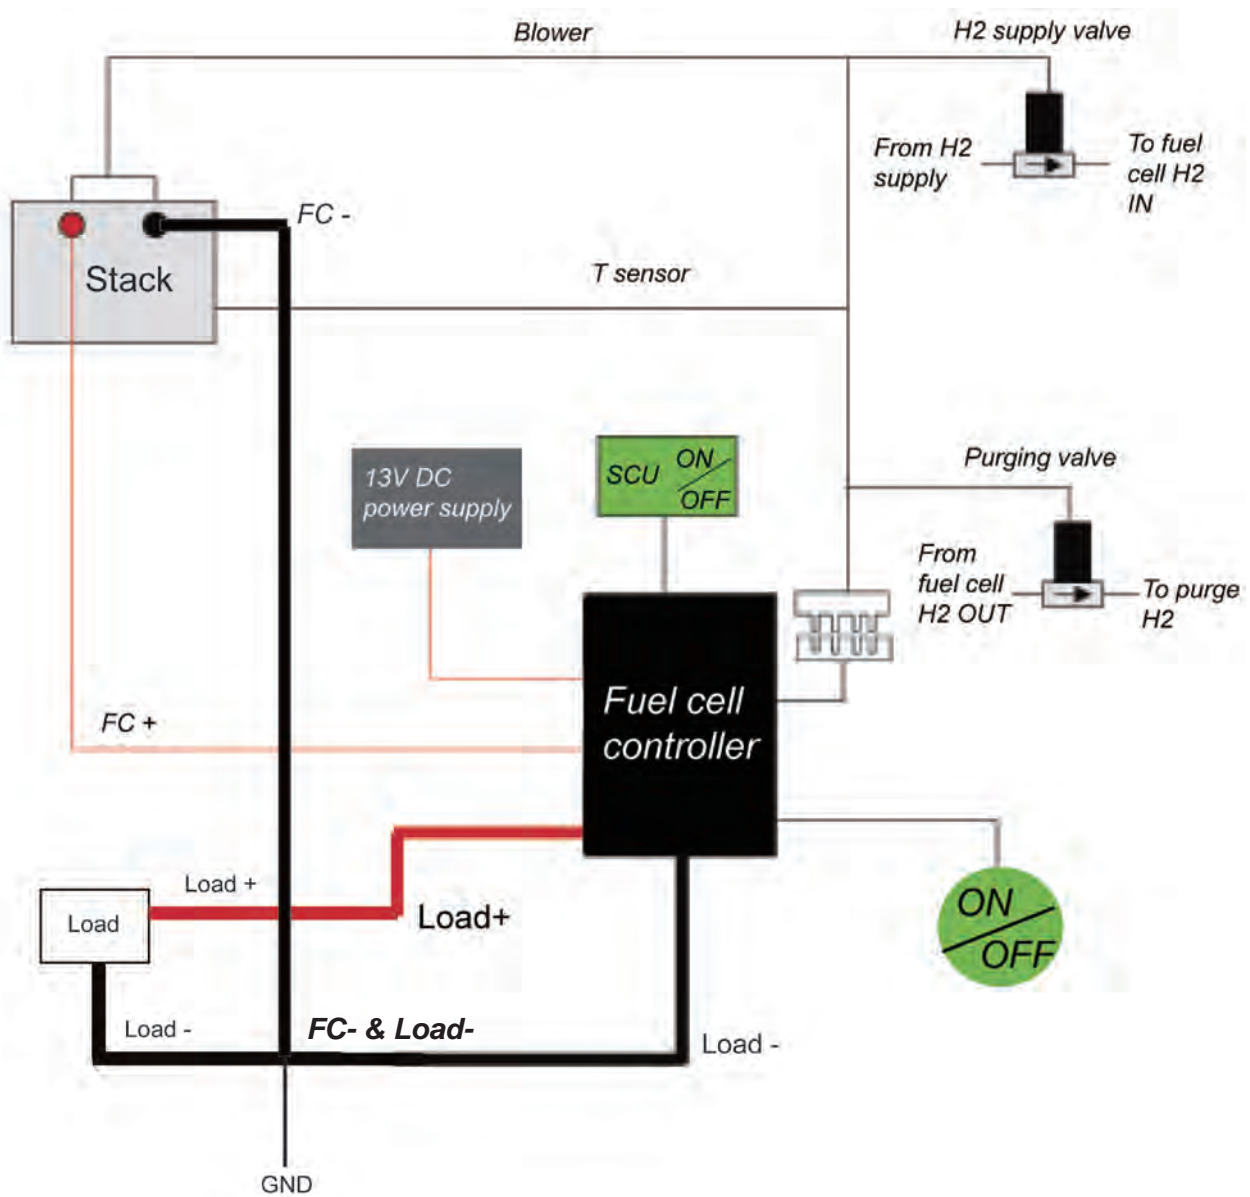 Blower
H2 supply valve
From H2
supply
To fuel
cell H2
IN
FC -
Stack
T sensor
13V DC
power supply
SCU ON
OFF
Purging valve
From
fuel cell
H2 OUT
To purge
H2
Fuel cell
controller
FC +
Load +
Load
Load+
ON
OFF
Load -
FC- & Load-
Load -
GND